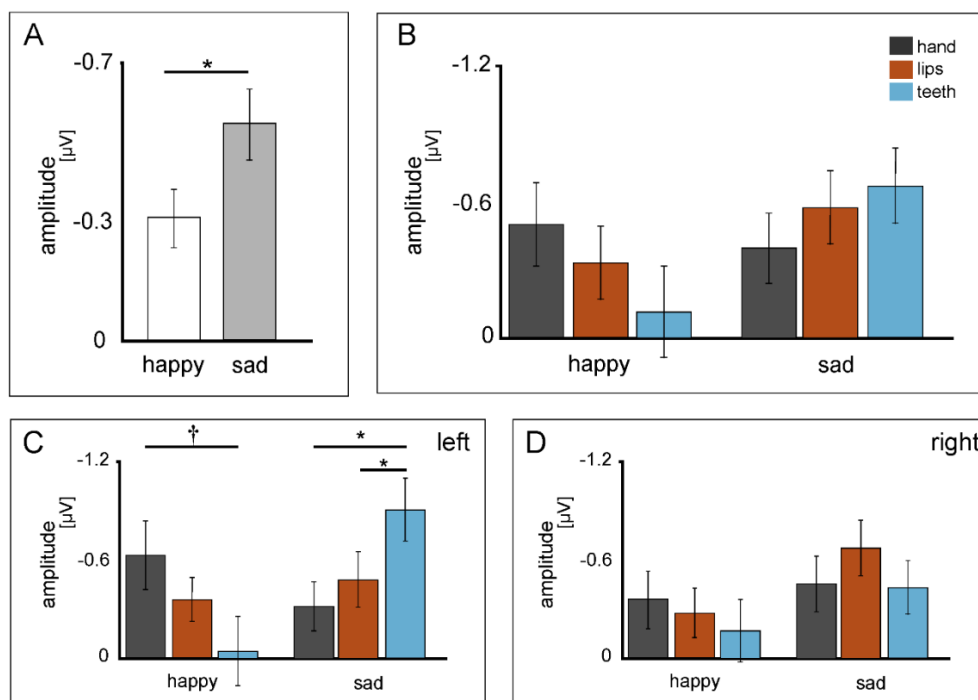 A
-0.7
*
amplitude [µV]
-0.3
0
happy sad
B
hand
lips
teeth
-1.2
amplitude [µV]
-0.6
0
happy sad
C
left
†
*
*
-1.2
amplitude [µV]
-0.6
0
happy sad
D
right
-1.2
amplitude [µV]
-0.6
0
happy sad